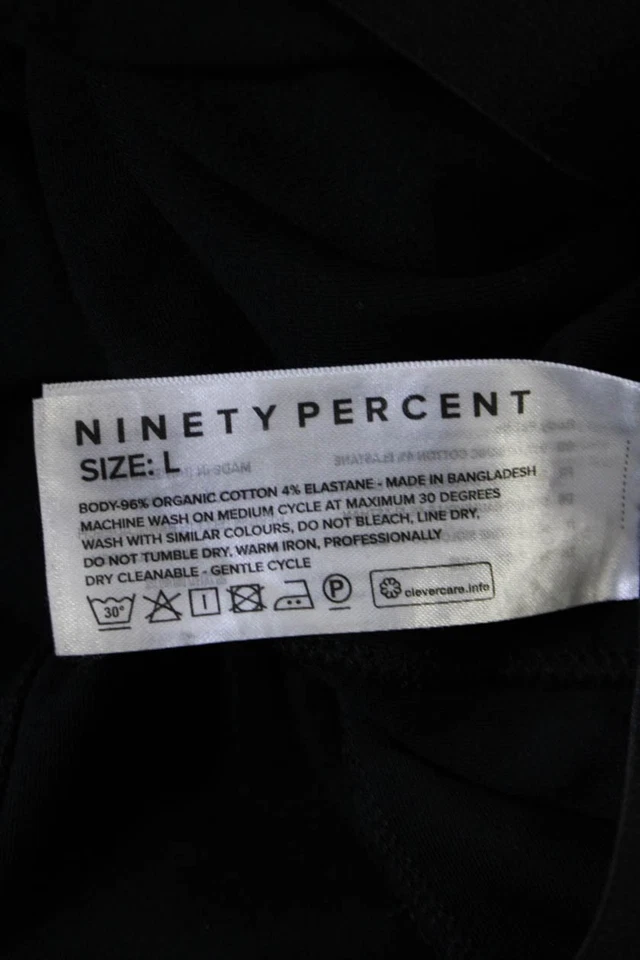 NINETY PERCENT
SIZE: L
BODY-96% ORGANIC COTTON 4% ELASTANE - MADE IN BANGLADESH
MACHINE WASH ON MEDIUM CYCLE AT MAXIMUM 30 DEGREES
WASH WITH SIMILAR COLOURS, DO NOT BLEACH, LINE DRY,
DO NOT TUMBLE DRY, WARM IRON, PROFESSIONALLY
DRY CLEANABLE - GENTLE CYCLE
30° P clevercare.info